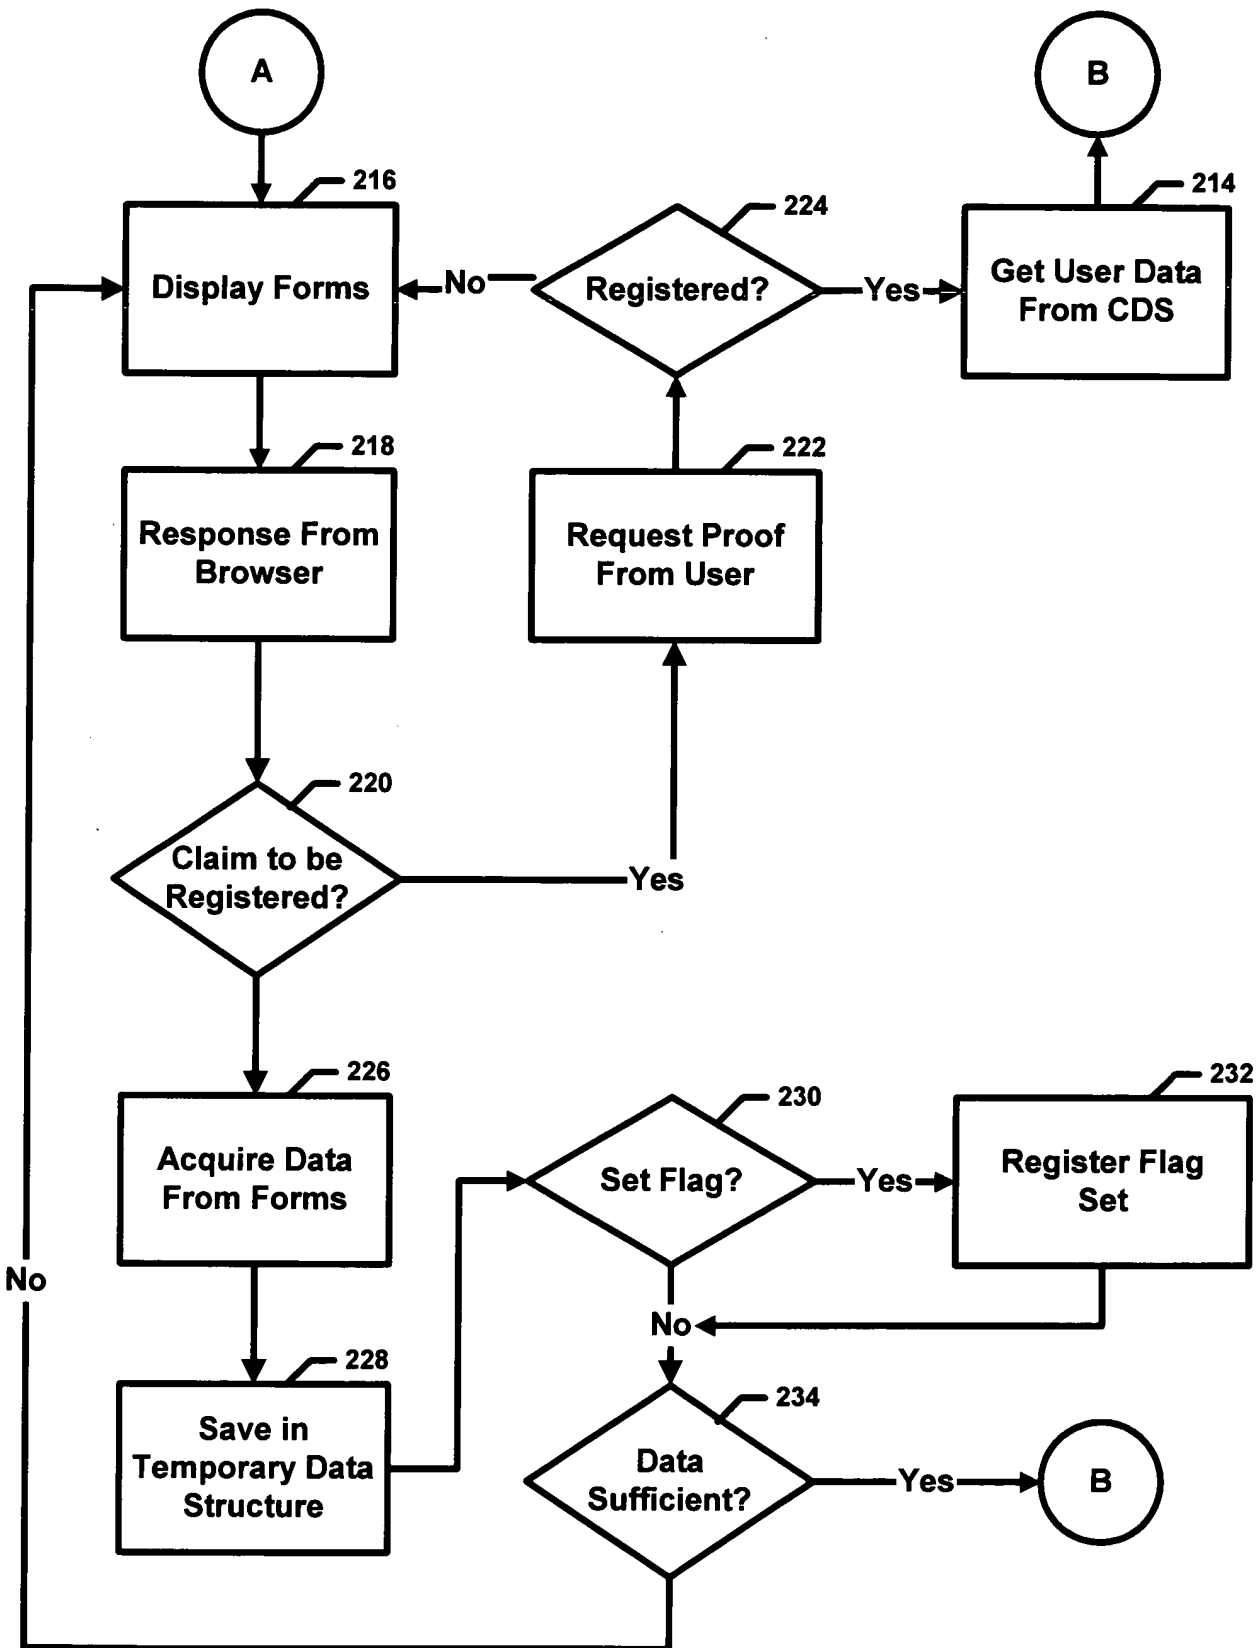 A
B
216
Display Forms
No
224
Registered?
Yes
214
Get User Data
From CDS
218
Response From
Browser
222
Request Proof
From User
220
Claim to be
Registered?
Yes
226
Acquire Data
From Forms
230
Set Flag?
Yes
232
Register Flag
Set
No
No
228
Save in
Temporary Data
Structure
234
Data
Sufficient?
Yes
B